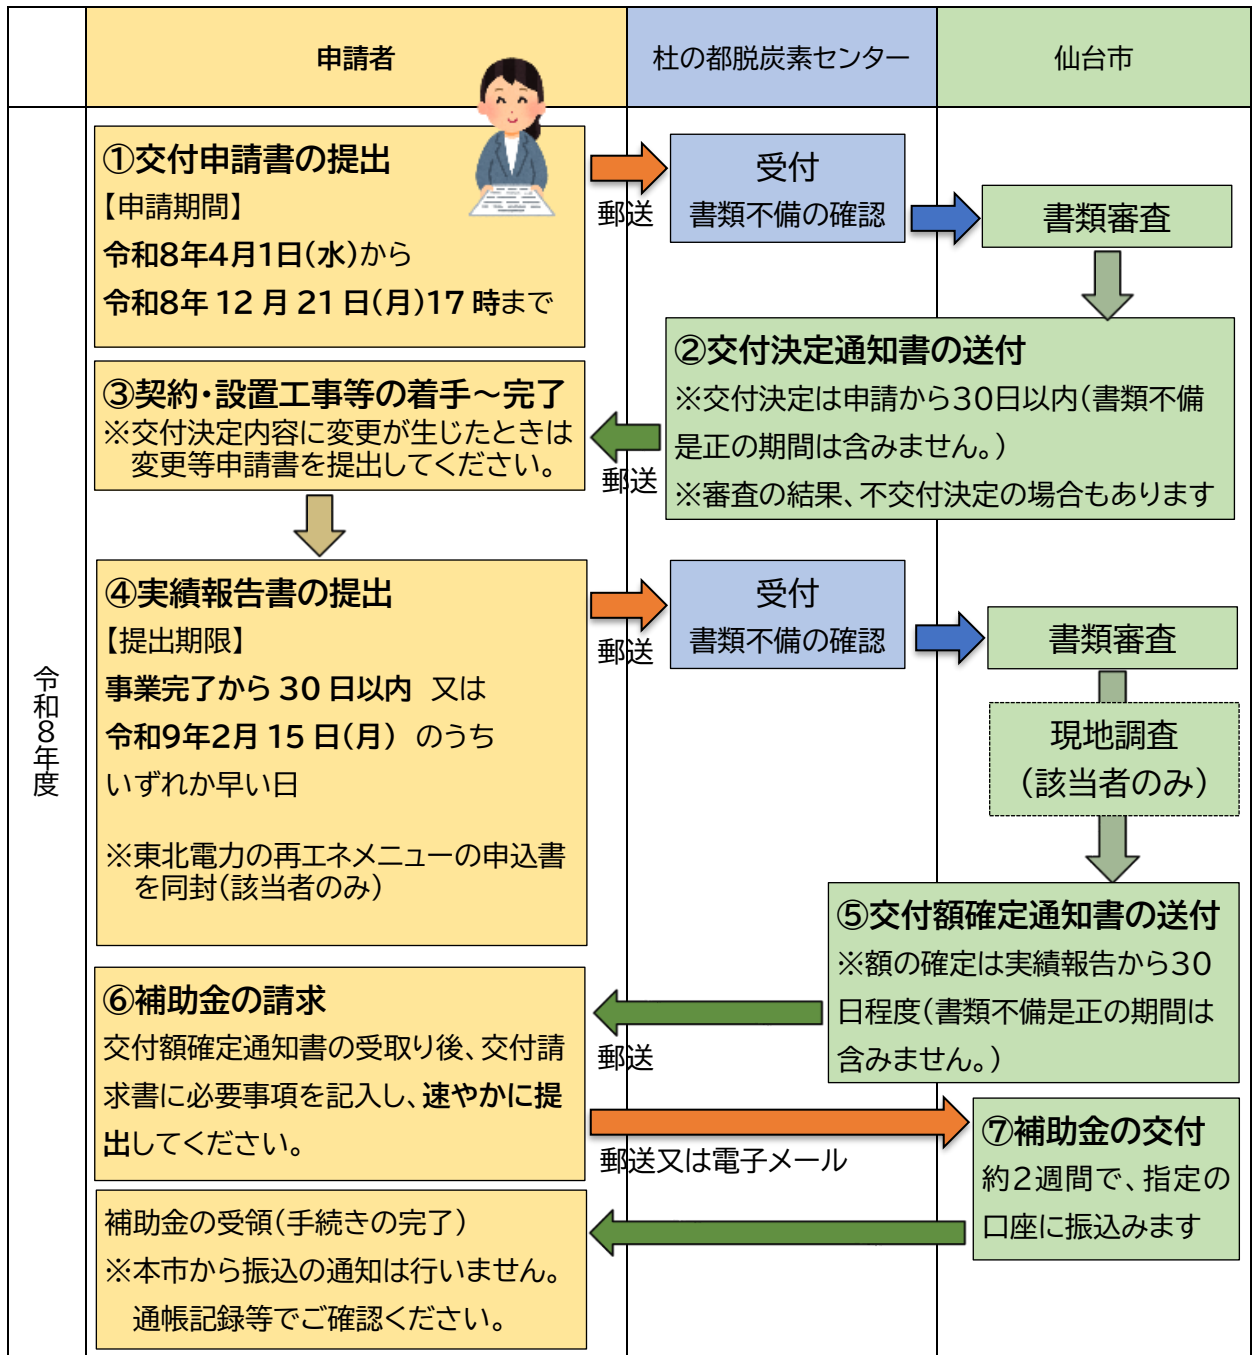 申請者
杜の都脱炭素センター
仙台市
令和8年度
①交付申請書の提出
【申請期間】
令和8年4月1日(水)から
令和8年 12 月 21 日(月)17 時まで
郵送
受付
書類不備の確認
書類審査
②交付決定通知書の送付
※交付決定は申請から30日以内(書類不備
是正の期間は含みません。)
※審査の結果、不交付決定の場合もあります
郵送
③契約・設置工事等の着手～完了
※交付決定内容に変更が生じたときは
変更等申請書を提出してください。
④実績報告書の提出
【提出期限】
事業完了から 30 日以内 又は
令和9年2月 15 日(月) のうち
いずれか早い日
※東北電力の再エネメニューの申込書
を同封(該当者のみ)
郵送
受付
書類不備の確認
書類審査
現地調査
(該当者のみ)
⑤交付額確定通知書の送付
※額の確定は実績報告から30
日程度(書類不備是正の期間は
含みません。)
郵送
⑥補助金の請求
交付額確定通知書の受取り後、交付請
求書に必要事項を記入し、速やかに提
出してください。
郵送又は電子メール
⑦補助金の交付
約2週間で、指定の
口座に振込みます
補助金の受領(手続きの完了)
※本市から振込の通知は行いません。
通帳記録等でご確認ください。